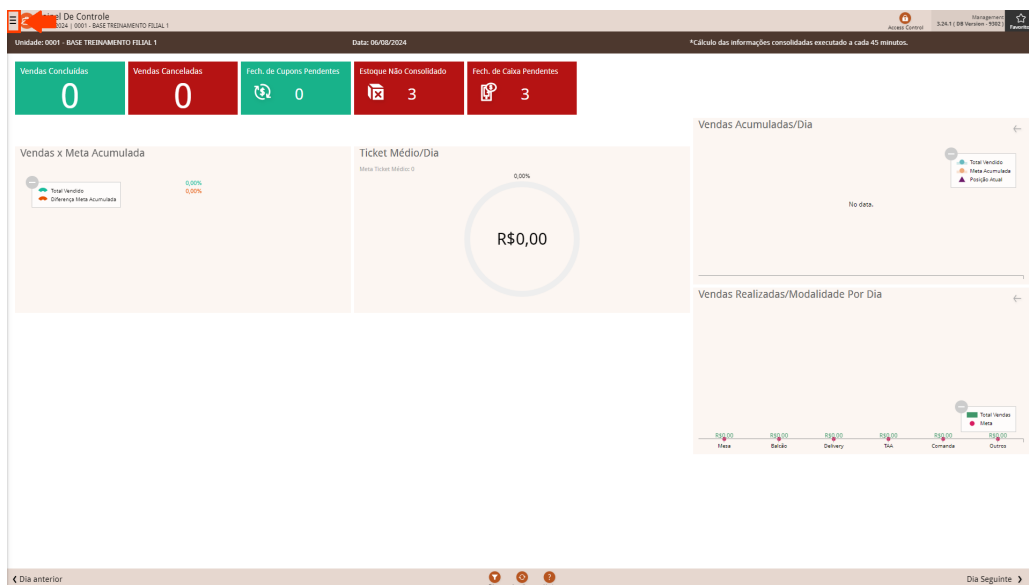 el De Controle
2024 | 0001 - BASE TREINAMENTO FILIAL 1
Access Control
Management
3.24.1 ( DB Version - 9302 )
Favorito
Unidade: 0001 - BASE TREINAMENTO FILIAL 1
Data: 06/08/2024
*Cálculo das informações consolidadas executado a cada 45 minutos.
Vendas Concluídas
0
Vendas Canceladas
0
Fech. de Cupons Pendentes
0
Estoque Não Consolidado
3
Fech. de Caixa Pendentes
3
Vendas x Meta Acumulada
Total Vendido
Diferença Meta Acumulada
0,00%
0,00%
Ticket Médio/Dia
Meta Ticket Médio: 0
0,00%
R$0,00
Vendas Acumuladas/Dia
Total Vendido
Meta Acumulada
Posição Atual
No data.
Vendas Realizadas/Modalidade Por Dia
Total Vendas
Meta
R$0,00 R$0,00 R$0,00 R$0,00 R$0,00 R$0,00
Mesa Balcão Delivery TAA Comanda Outros
Dia anterior
Dia Seguinte